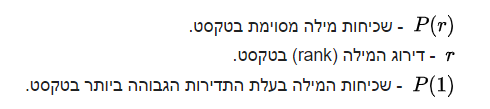 P(r) - שכיחות מילה מסוימת בטקסט.
r - דירוג המילה (rank) בטקסט.
P(1) - שכיחות המילה בעלת התדירות הגבוהה ביותר בטקסט.